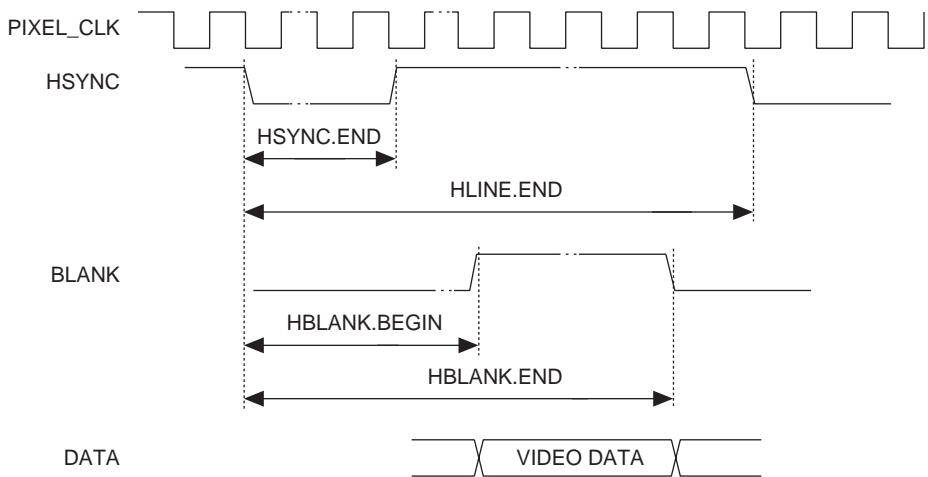 PIXEL_CLK
HSYNC
HSYNC.END
HLINE.END
BLANK
HBLANK.BEGIN
HBLANK.END
DATA
VIDEO DATA